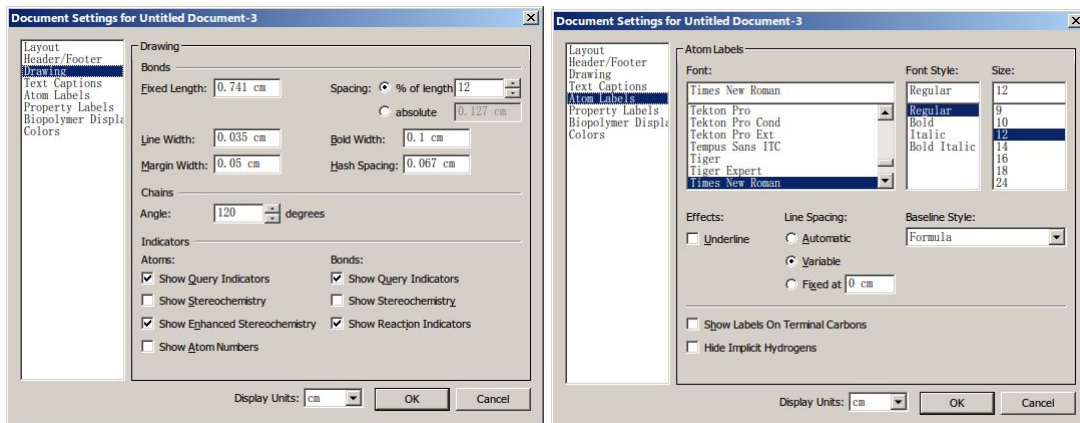 Document Settings for Untitled Document-3
Layout
Header/Footer
Drawing
Text Captions
Atom Labels
Property Labels
Biopolymer Displa
Colors
Drawing
Bonds
Fixed Length: 0.741 cm Spacing: % of length 12
absolute 0.127 cm
Line Width: 0.035 cm Bold Width: 0.1 cm
Margin Width: 0.05 cm Hash Spacing: 0.067 cm
Chains
Angle: 120 degrees
Indicators
Atoms: Bonds:
Show Query Indicators Show Query Indicators
Show Stereochemistry Show Stereochemistry
Show Enhanced Stereochemistry Show Reaction Indicators
Show Atom Numbers
Display Units: cm OK Cancel
Document Settings for Untitled Document-3
Layout
Header/Footer
Drawing
Text Captions
Atom Labels
Property Labels
Biopolymer Displa
Colors
Atom Labels
Font: Font Style: Size:
Times New Roman Regular 12
Tekton Pro Regular 9
Tekton Pro Cond Bold 10
Tekton Pro Ext Italic 12
Tempus Sans ITC Bold Italic 14
Tiger 16
Tiger Expert 18
Times New Roman 24
Effects: Line Spacing: Baseline Style:
Underline Automatic Formula
Variable
Fixed at 0 cm
Show Labels On Terminal Carbons
Hide Implicit Hydrogens
Display Units: cm OK Cancel